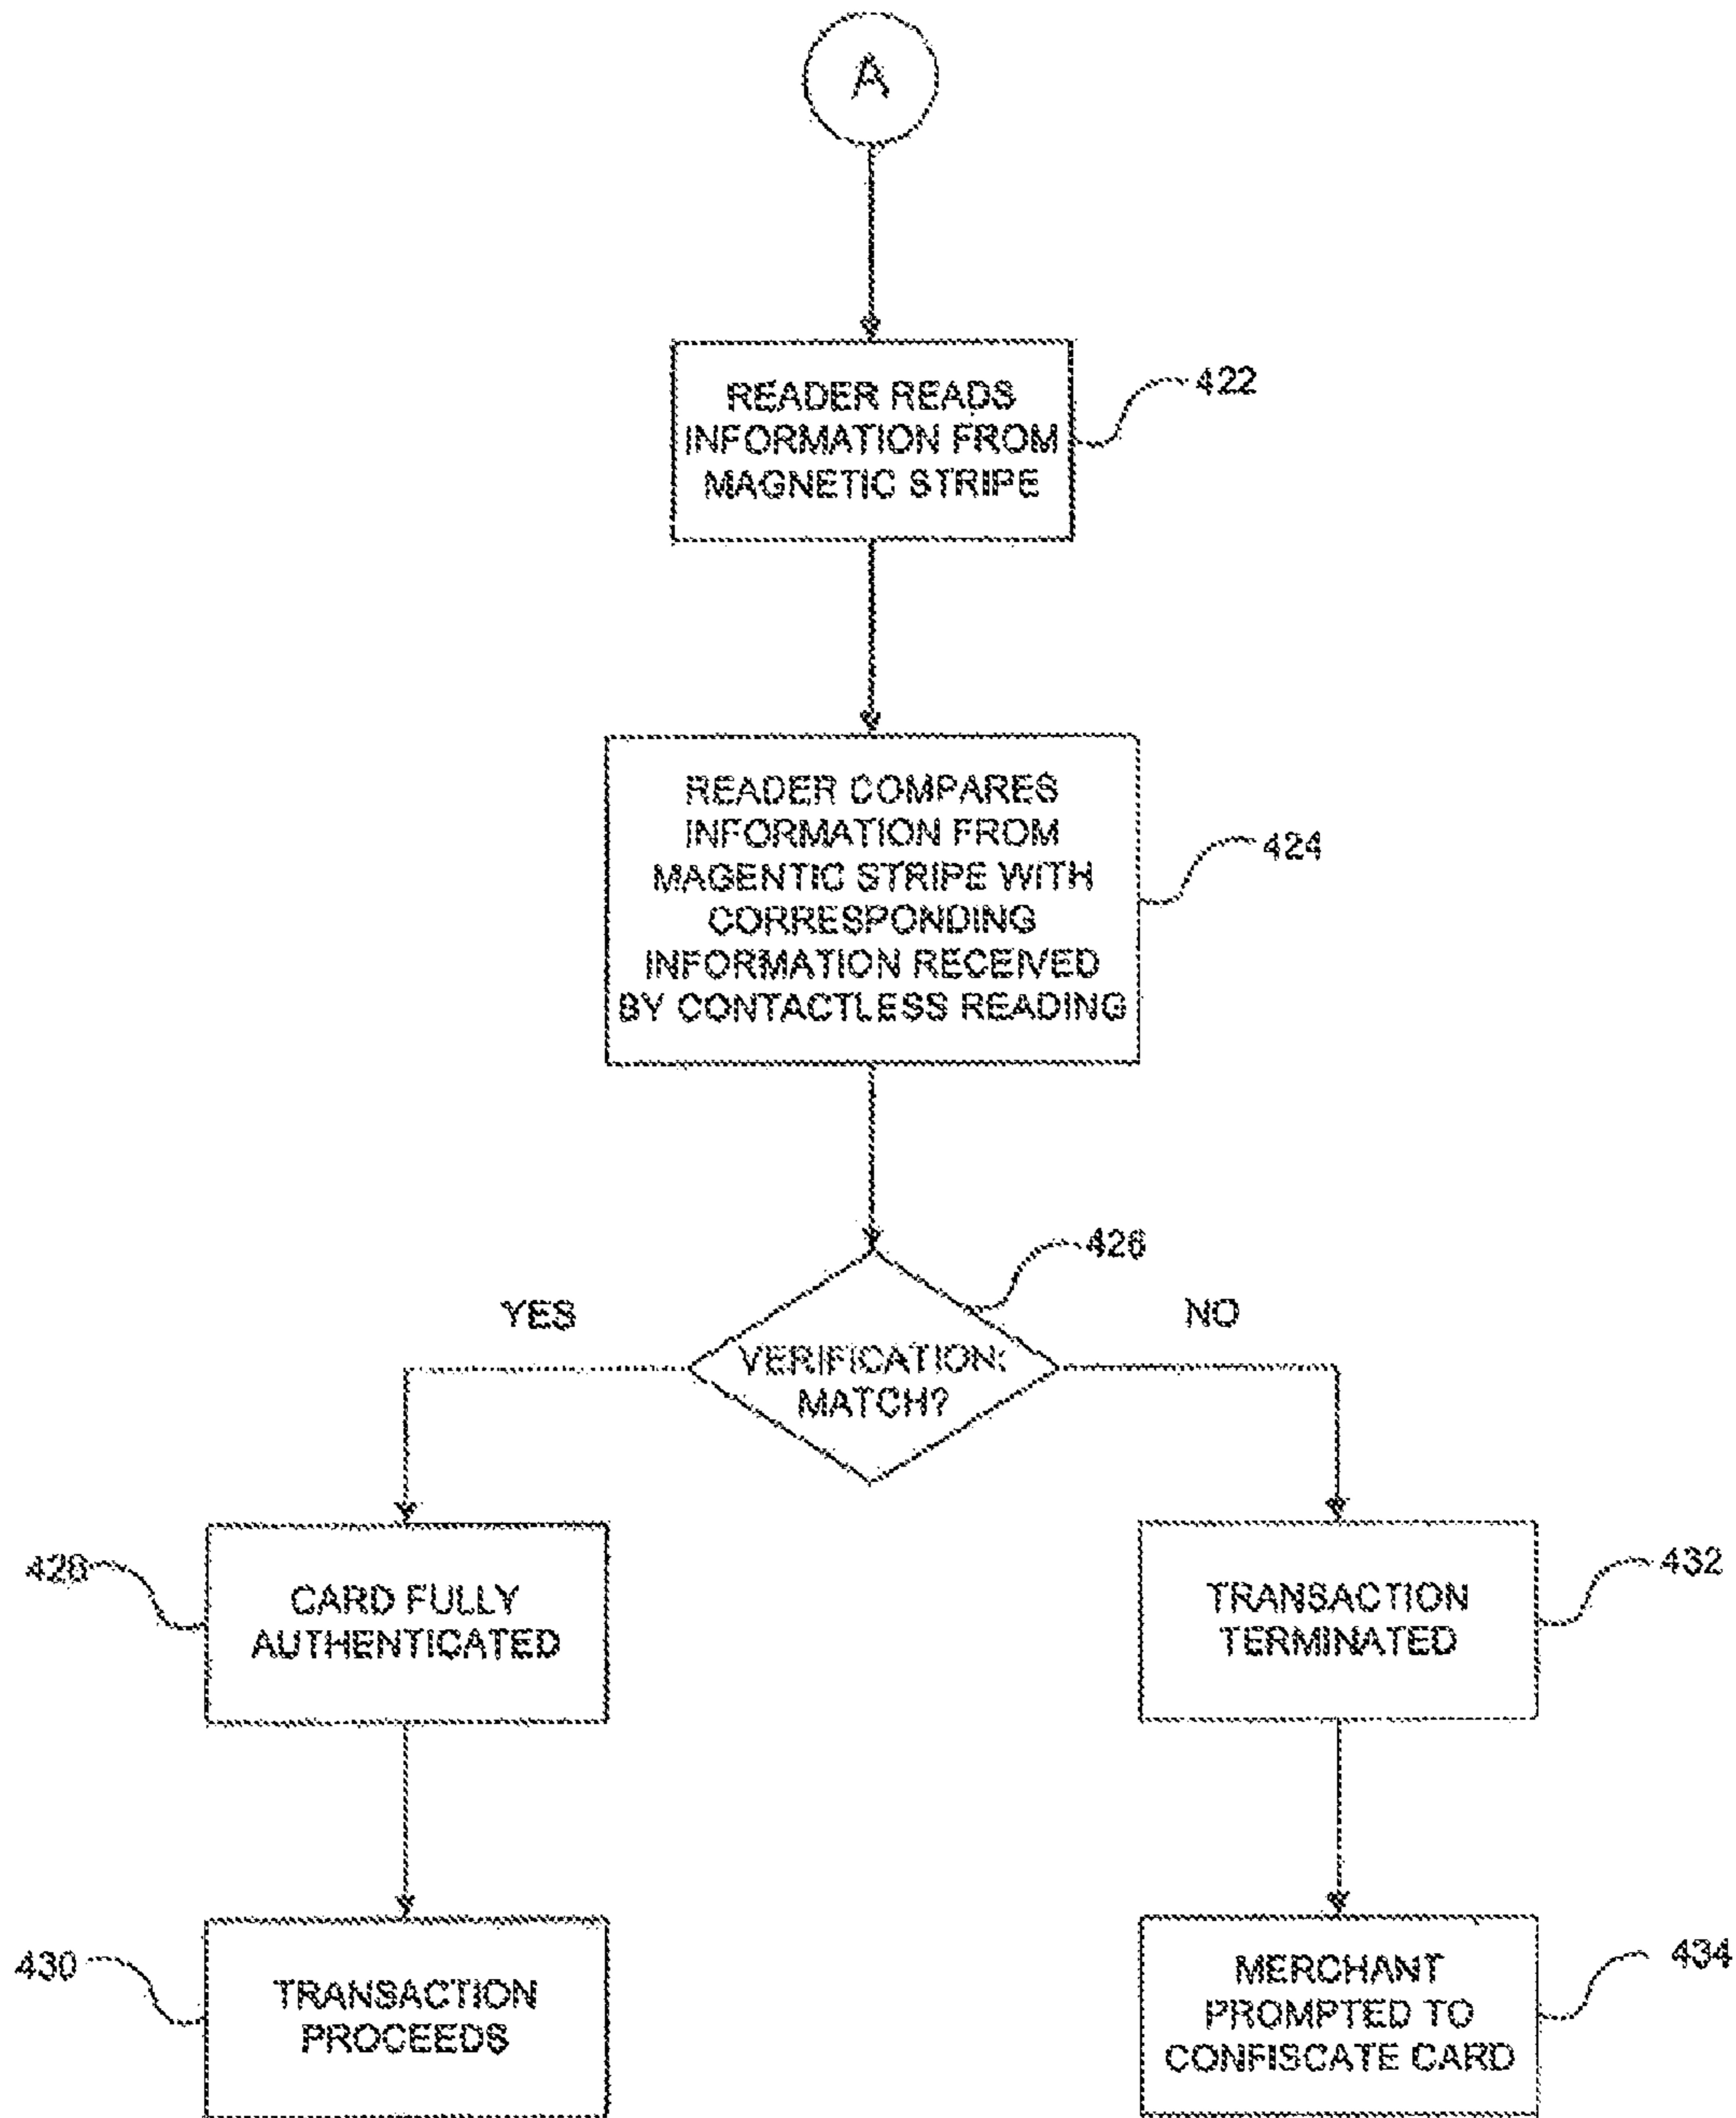 A
READER READS
INFORMATION FROM
MAGNETIC STRIPE
422
READER COMPARES
INFORMATION FROM
MAGENTIC STRIPE WITH
CORRESPONDING
INFORMATION RECEIVED
BY CONTACTLESS READING
424
426
YES
NO
VERIFICATION:
MATCH?
428
CARD FULLY
AUTHENTICATED
TRANSACTION
TERMINATED
432
430
TRANSACTION
PROCEEDS
MERCHANT
PROMPTED TO
CONFISCATE CARD
434